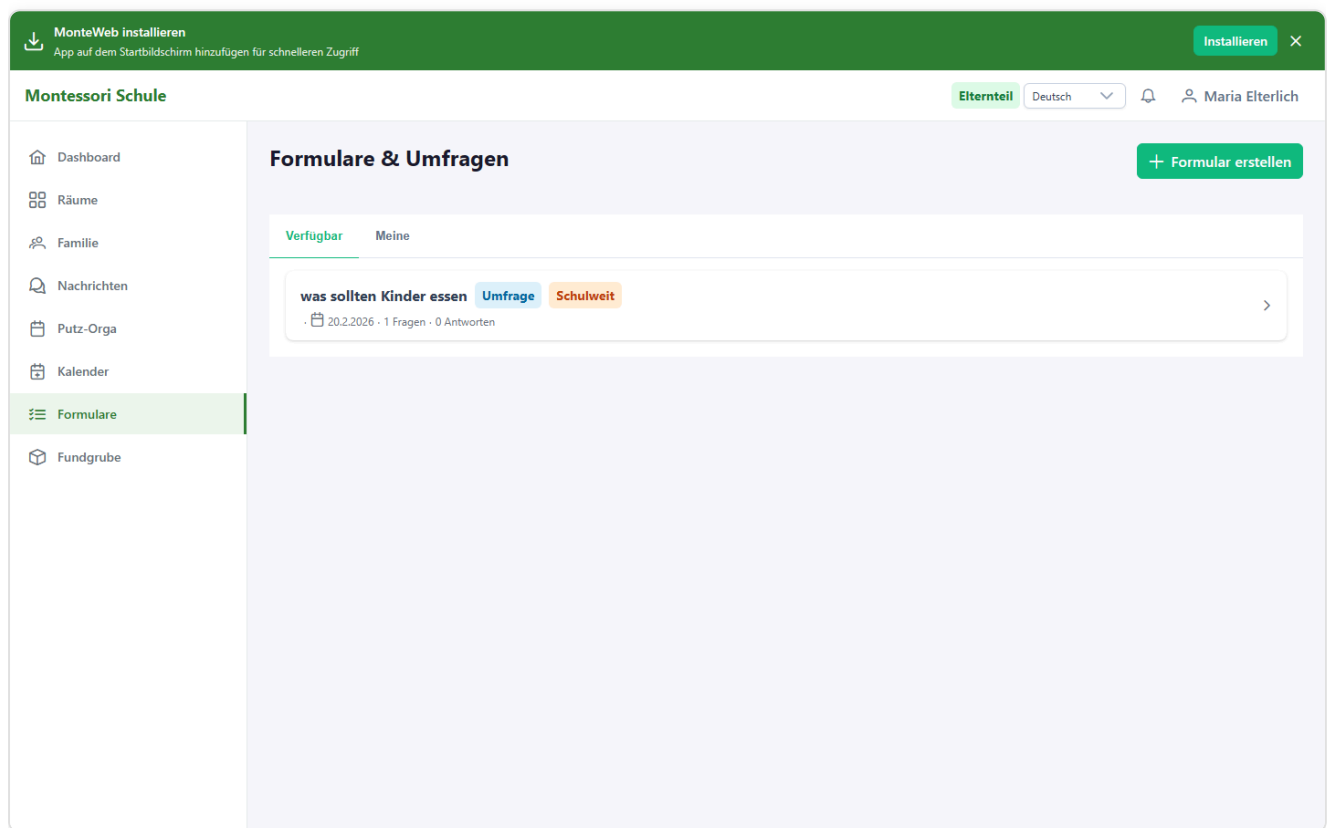 MonteWeb installieren
App auf dem Startbildschirm hinzufügen für schnelleren Zugriff
Installieren
Montessori Schule
Elternteil
Deutsch
Maria Elterlich
Dashboard
Räume
Familie
Nachrichten
Putz-Orga
Kalender
Formulare
Fundgrube
Formulare & Umfragen
Formular erstellen
Verfügbar
Meine
was sollten Kinder essen Umfrage Schulweit
· 20.2.2026 · 1 Fragen · 0 Antworten